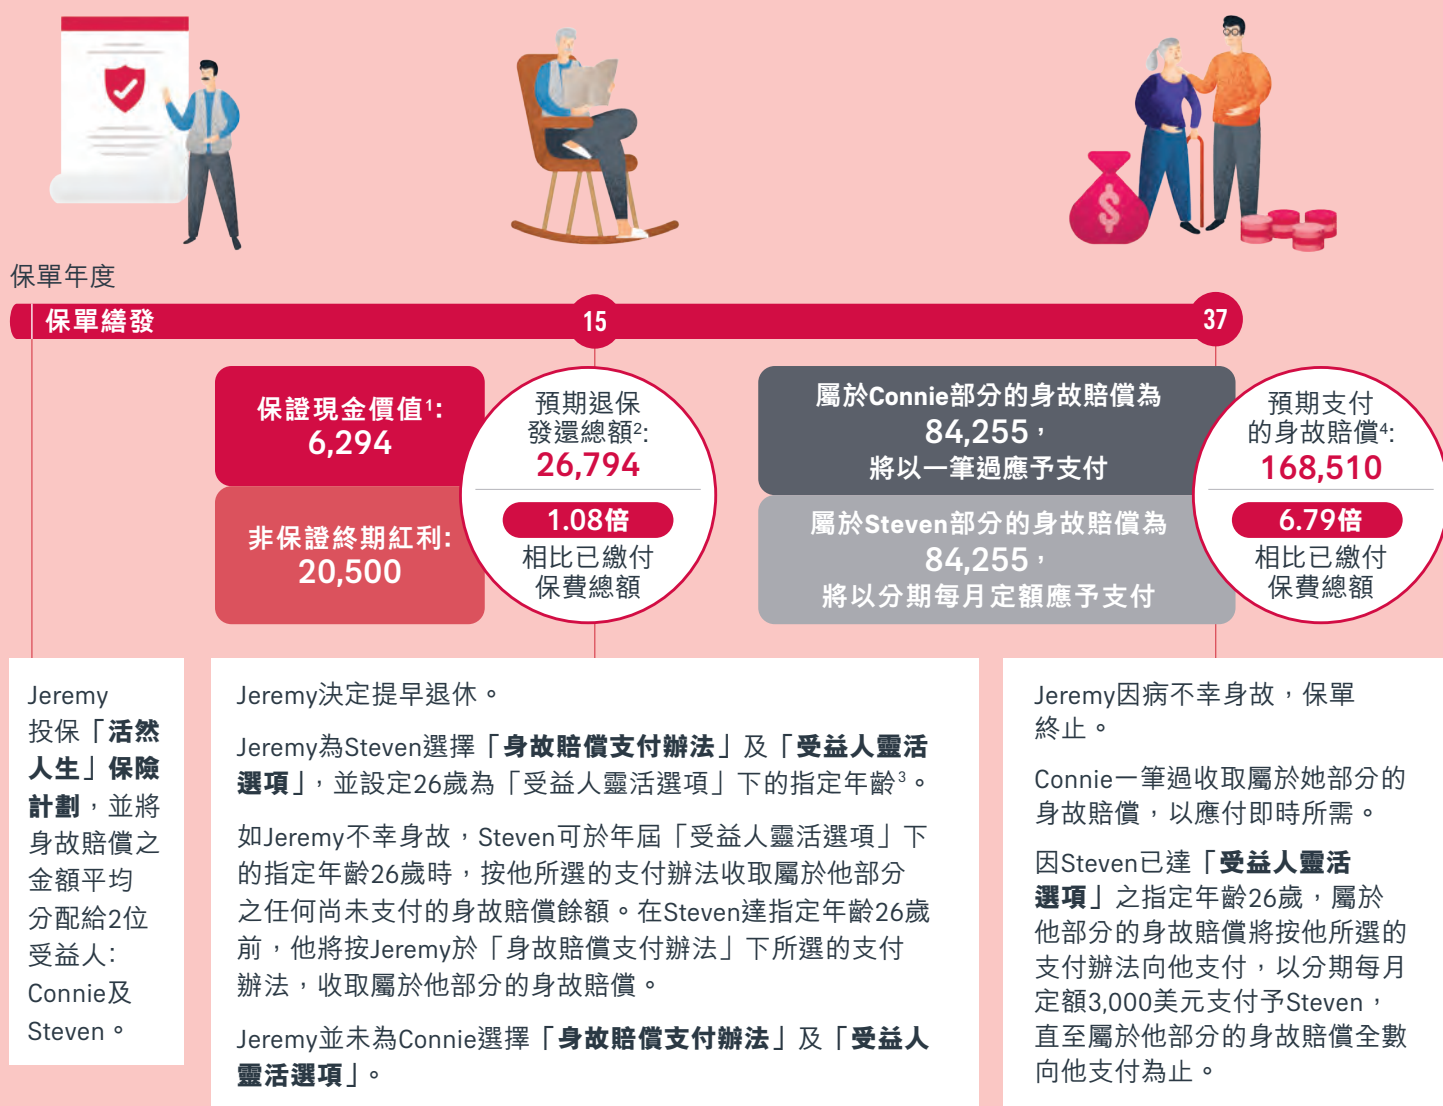 保單年度
保單繕發
15
37
保證現金價值1:
6,294
非保證終期紅利:
20,500
預期退保
發還總額2:
26,794
1.08倍
相比已繳付
保費總額
屬於Connie部分的身故賠償為
84,255，
將以一筆過應予支付
屬於Steven部分的身故賠償為
84,255，
將以分期每月定額應予支付
預期支付
的身故賠償4:
168,510
6.79倍
相比已繳付
保費總額
Jeremy
投保「活然
人生」保險
計劃，並將
身故賠償之
金額平均
分配給2位
受益人：
Connie及
Steven。
Jeremy決定提早退休。
Jeremy為Steven選擇「身故賠償支付辦法」及「受益人靈活
選項」，並設定26歲為「受益人靈活選項」下的指定年齡3。
如Jeremy不幸身故，Steven可於年屆「受益人靈活選項」下
的指定年齡26歲時，按他所選的支付辦法收取屬於他部分
之任何尚未支付的身故賠償餘額。在Steven達指定年齡26歲
前，他將按Jeremy於「身故賠償支付辦法」下所選的支付
辦法，收取屬於他部分的身故賠償。
Jeremy並未為Connie選擇「身故賠償支付辦法」及「受益人
靈活選項」。
Jeremy因病不幸身故，保單
終止。
Connie一筆過收取屬於她部分的
身故賠償，以應付即時所需。
因Steven已達「受益人靈活
選項」之指定年齡26歲，屬於
他部分的身故賠償將按他所選的
支付辦法向他支付，以分期每月
定額3,000美元支付予Steven，
直至屬於他部分的身故賠償全數
向他支付為止。